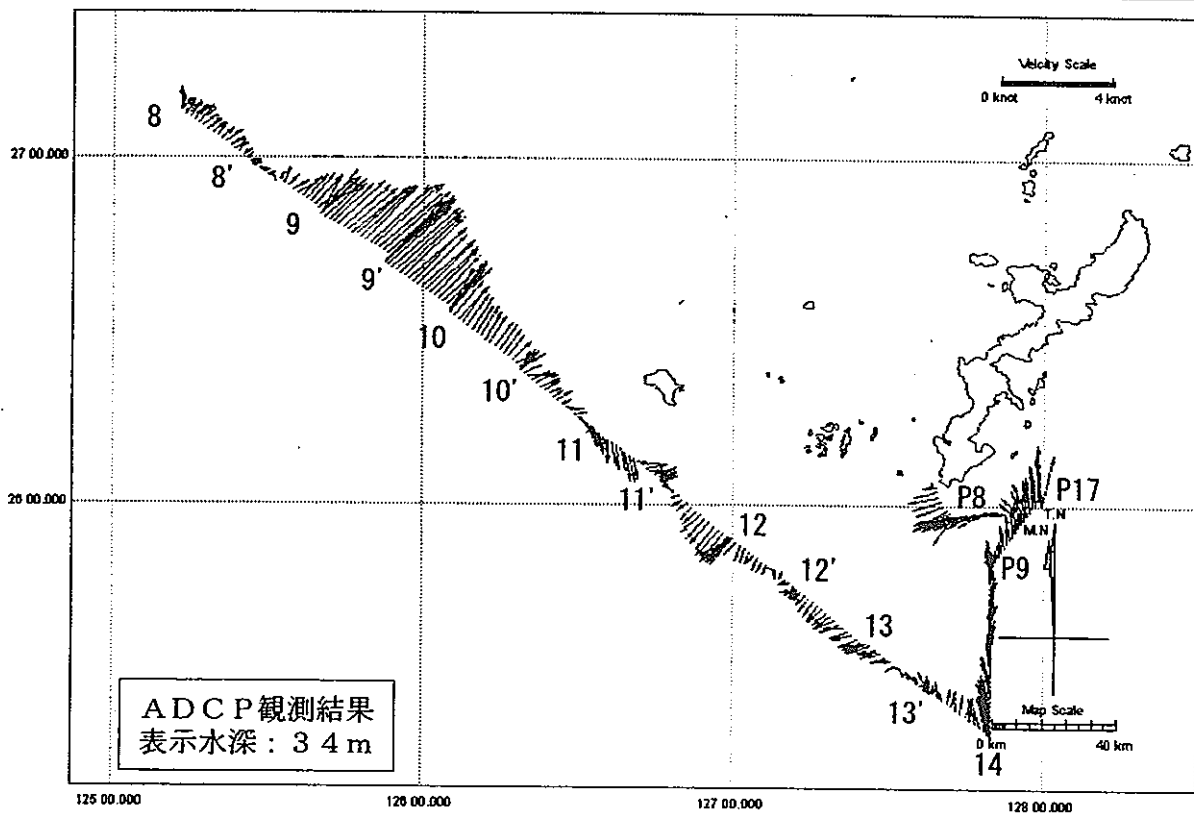 Velcity Scale
0 knot 4 knot
8
27 00.000
8'
9
9'
10
10'
11
11'
P8
P17
T.N
M.N
26 00.000
12
P9
12'
13
13'
Map Scale
0 km 40 km
14
ADCP観測結果
表示水深：34m
125 00.000 126 00.000 127 00.000 128 00.000